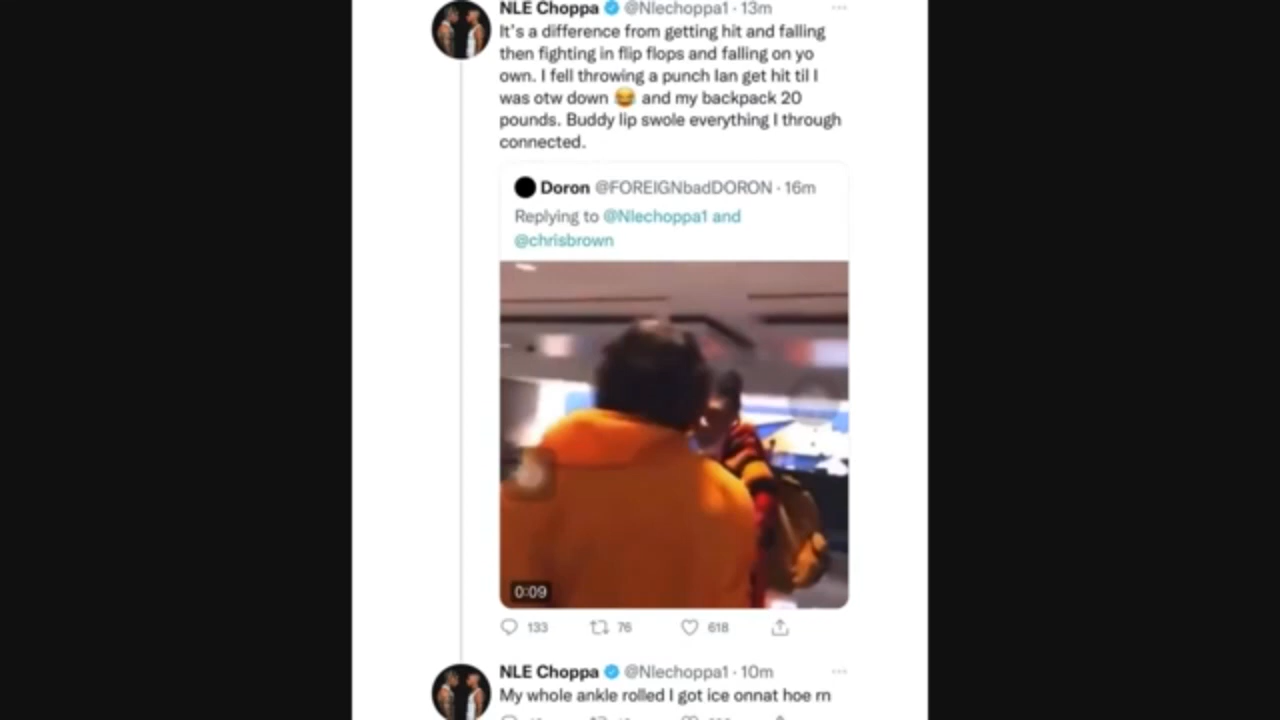 NLE Choppa @Nlechoppa1 · 13m
It's a difference from getting hit and falling
then fighting in flip flops and falling on yo
own. I fell throwing a punch Ian get hit til I
was otw down 😂 and my backpack 20
pounds. Buddy lip swole everything I through
connected.
Doron @FOREIGNbadDORON · 16m
Replying to @Nlechoppa1 and
@chrisbrown
0:09
133 76 618
NLE Choppa @Nlechoppa1 · 10m
My whole ankle rolled I got ice onnat hoe rn